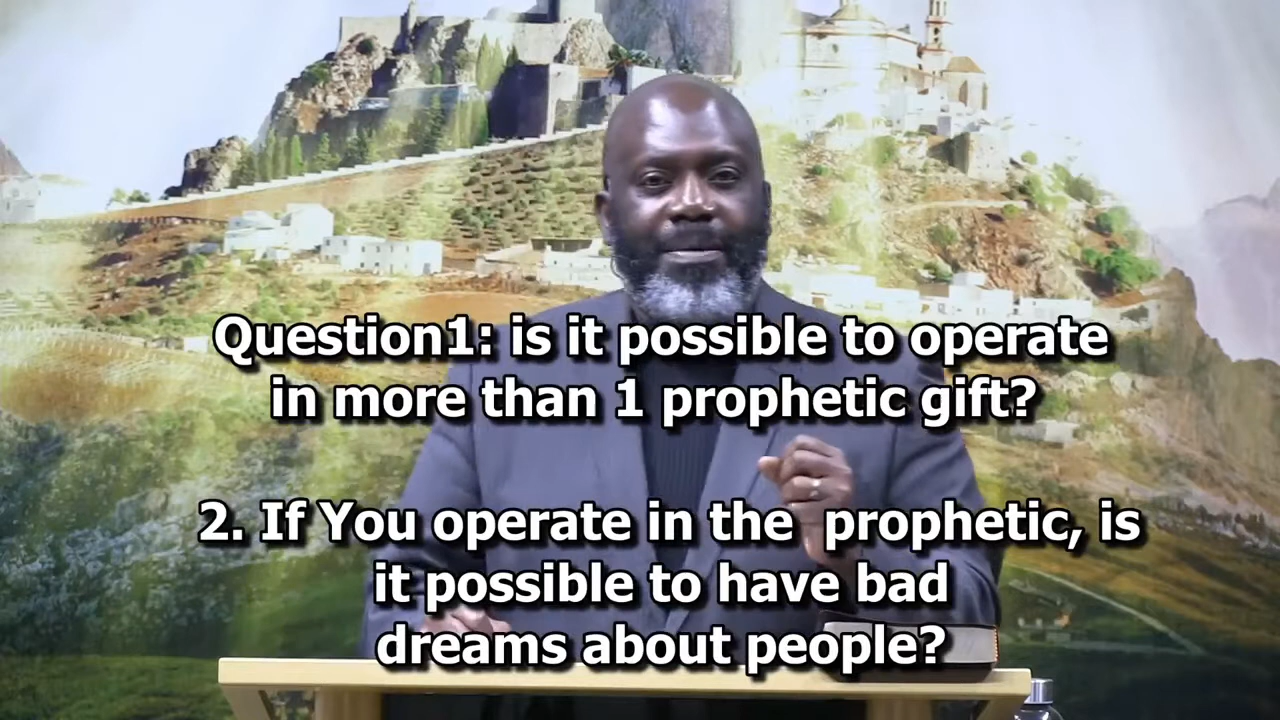 Question1: is it possible to operate
in more than 1 prophetic gift?
2. If You operate in the  prophetic, is
it possible to have bad
dreams about people?